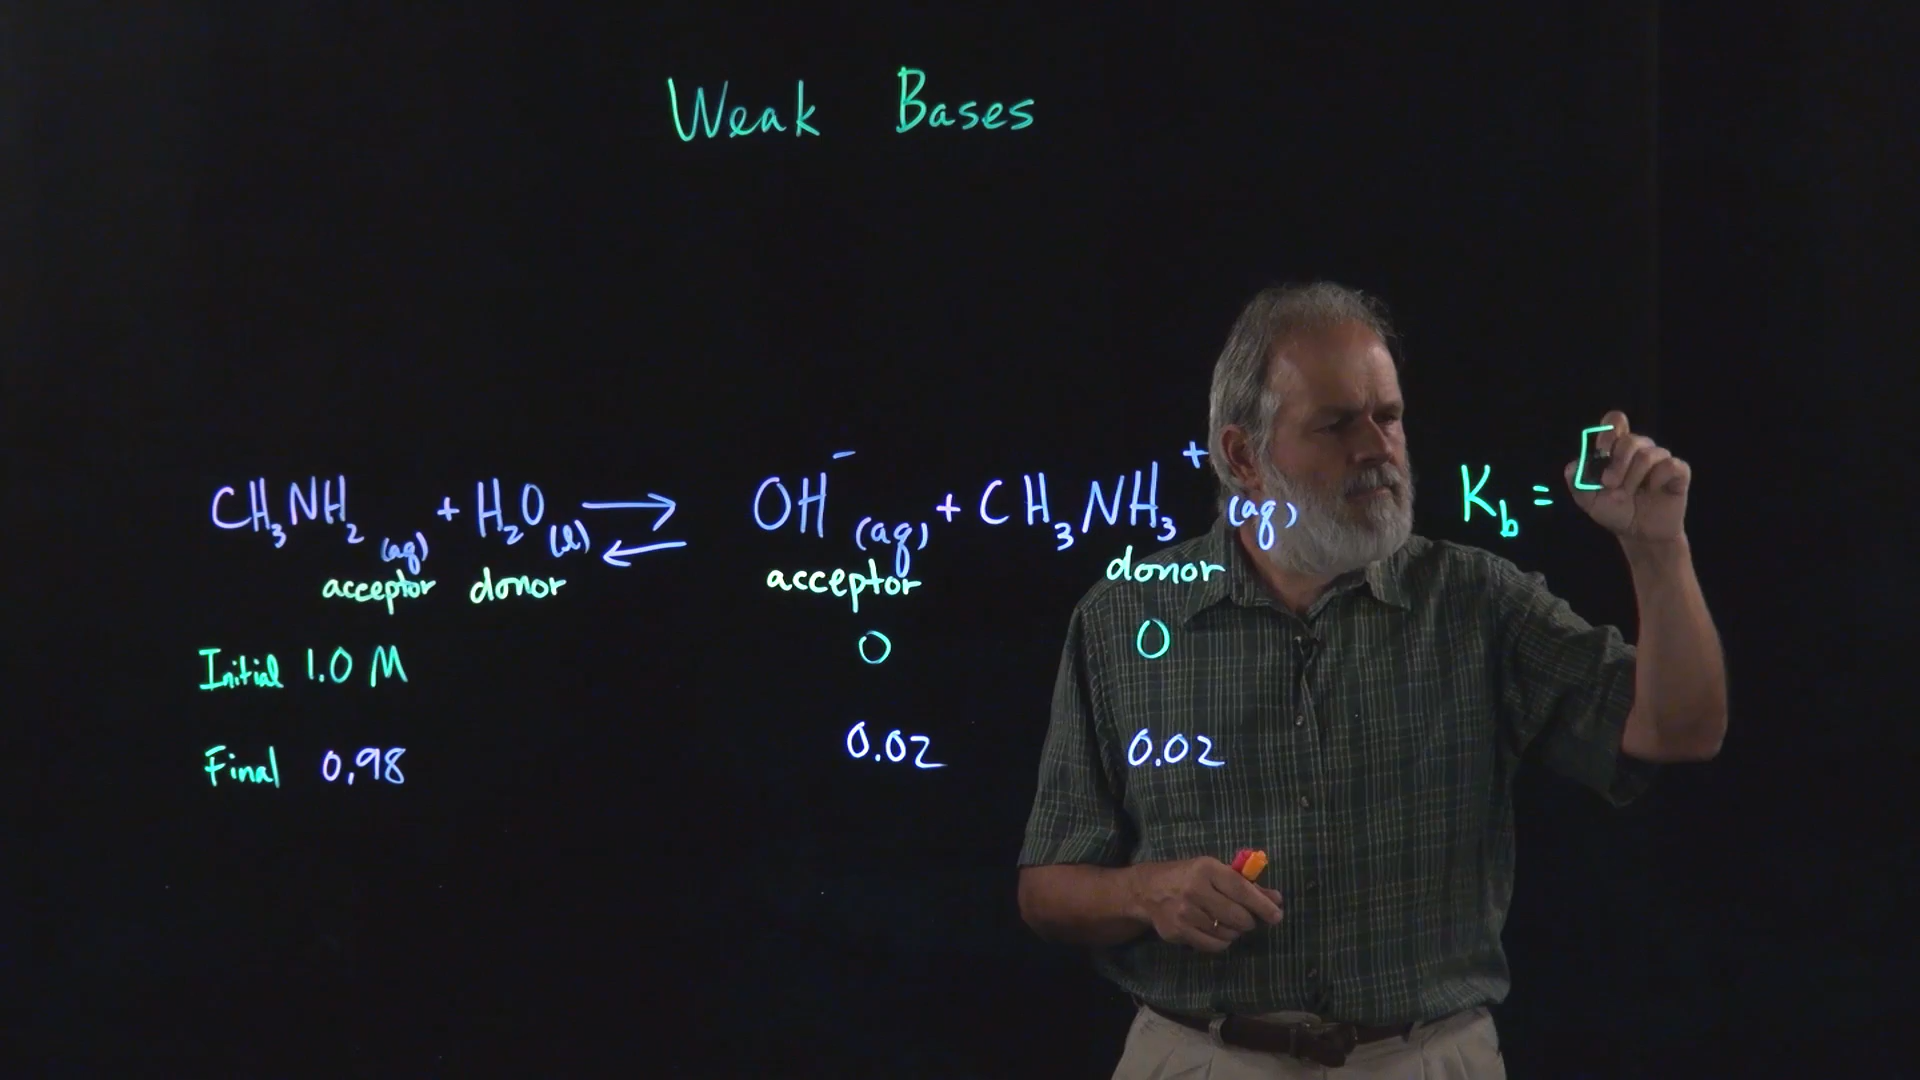 Weak Bases
CH₃NH₂ (aq) + H₂O (l) ⇄ OH⁻ (aq) + CH₃NH₃⁺ (aq) K_b = [
acceptor donor acceptor donor
Initial 1.0 M 0 0
Final 0.98 0.02 0.02